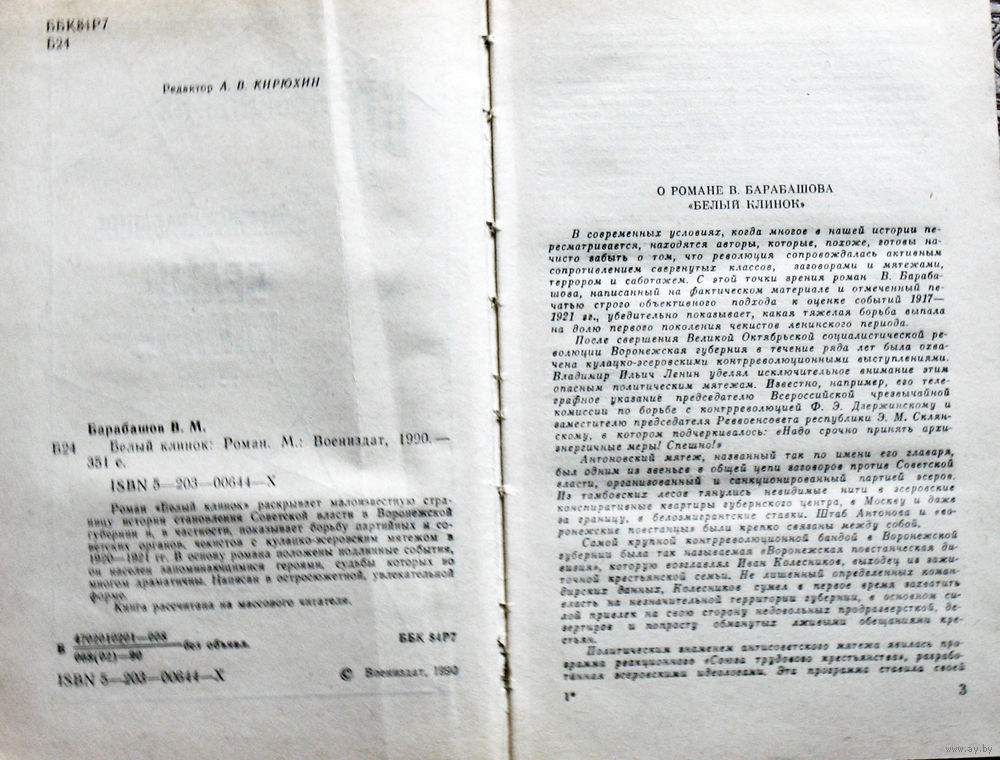 ББК84Р7
Б24
Редактор А. В. КИРЮХИН
Барабашов В. М.
Б24 Белый клинок: Роман. М.: Воениздат, 1990.—
351 с.
ISBN 5—203—00644—X
Роман «Белый клинок» раскрывает малоизвестную стра-
ницу истории становления Советской власти в Воронежской
губернии и, в частности, показывает борьбу партийных и со-
ветских органов, чекистов с кулацко-эсеровским мятежом в
1920—1921 гг. В основу романа положены подлинные события,
он населен запоминающимися героями, судьбы которых во
многом драматичны. Написан в остросюжетной, увлекательной
форме.
Книга рассчитана на массового читателя.
В 4702010201—008
068(02)—90 без объявл. ББК 84Р7
ISBN 5—203—00644—X © Воениздат, 1990
О РОМАНЕ В. БАРАБАШОВА
«БЕЛЫЙ КЛИНОК»
В современных условиях, когда многое в нашей истории пе-
ресматривается, находятся авторы, которые, похоже, готовы на-
чисто забыть о том, что революция сопровождалась активным
сопротивлением свергнутых классов, заговорами и мятежами,
террором и саботажем. С этой точки зрения роман В. Бараба-
шова, написанный на фактическом материале и отмеченный пе-
чатью строго объективного подхода к оценке событий 1917—
1921 гг., убедительно показывает, какая тяжелая борьба выпала
на долю первого поколения чекистов ленинского периода.
После свершения Великой Октябрьской социалистической ре-
волюции Воронежская губерния в течение ряда лет была охва-
чена кулацко-эсеровскими контрреволюционными выступлениями.
Владимир Ильич Ленин уделял исключительное внимание этим
опасным политическим мятежам. Известно, например, его теле-
графное указание председателю Всероссийской чрезвычайной
комиссии по борьбе с контрреволюцией Ф. Э. Дзержинскому и
заместителю председателя Реввоенсовета республики Э. М. Склян-
скому, в котором подчеркивалось: «Надо срочно принять архи-
энергичные меры! Спешно!»
Антоновский мятеж, названный так по имени его главаря,
был одним из звеньев в общей цепи заговоров против Советской
власти, организованный и санкционированный партией эсеров.
Из тамбовских лесов тянулись невидимые нити в эсеровские
конспиративные квартиры губернского центра, в Москву и даже
за границу, в белоэмигрантские ставки. Штаб Антонова и «во-
ронежские повстанцы» были крепко связаны между собой.
Самой крупной контрреволюционной бандой в Воронежской
губернии была так называемая «Воронежская повстанческая ди-
визия», которую возглавлял Иван Колесников, выходец из зажи-
точной крестьянской семьи. Не лишенный определенных коман-
дирских данных, Колесников сумел в первое время захватить
власть на незначительной территории губернии, в основном си-
лой привлек на свою сторону недовольных продразверсткой, де-
зертиров и попросту обманутых лживыми обещаниями кре-
стьян.
Политическим знаменем антисоветского мятежа явилась про-
грамма реакционного «Союза трудового крестьянства», разрабо-
танная эсеровскими идеологами. Эта программа ставила своей
1* 3
www.ay.by